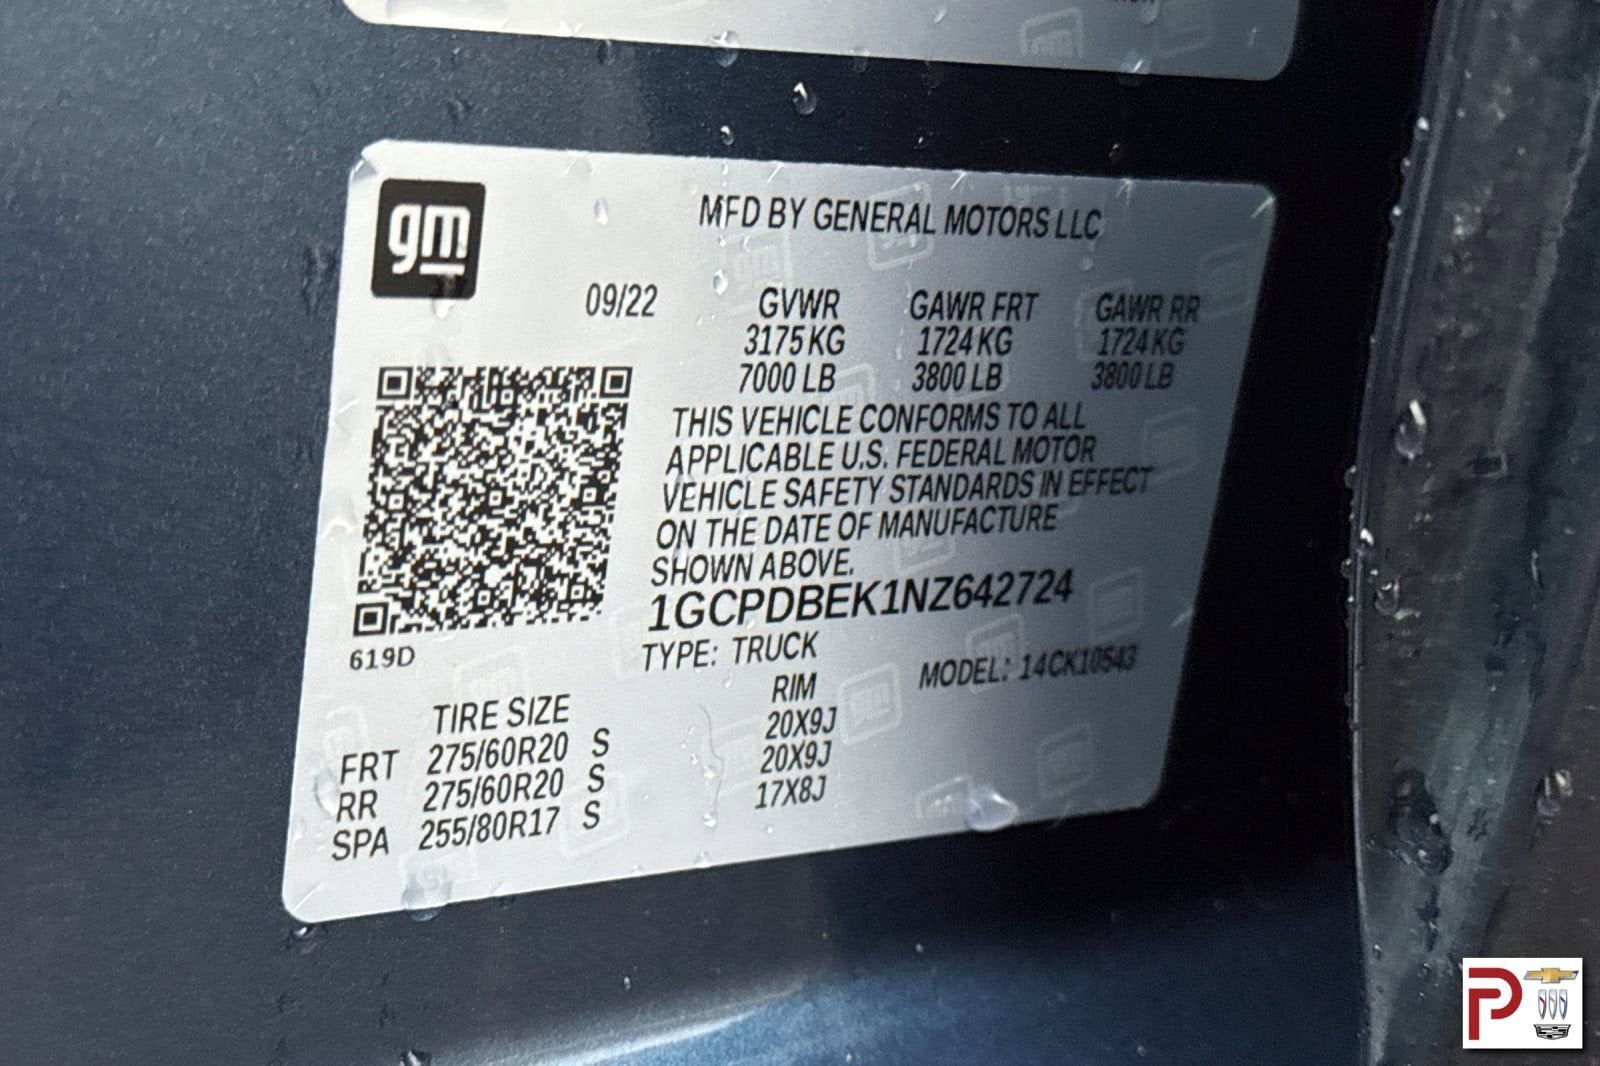 gm
MFD BY GENERAL MOTORS LLC
09/22 GVWR GAWR FRT GAWR RR
3175 KG 1724 KG 1724 KG
7000 LB 3800 LB 3800 LB
THIS VEHICLE CONFORMS TO ALL
APPLICABLE U.S. FEDERAL MOTOR
VEHICLE SAFETY STANDARDS IN EFFECT
ON THE DATE OF MANUFACTURE
SHOWN ABOVE.
1GCPDBEK1NZ642724
619D
TYPE: TRUCK MODEL: 14CK10543
TIRE SIZE RIM
FRT 275/60R20 S 20X9J
RR 275/60R20 S 20X9J
SPA 255/80R17 S 17X8J
P